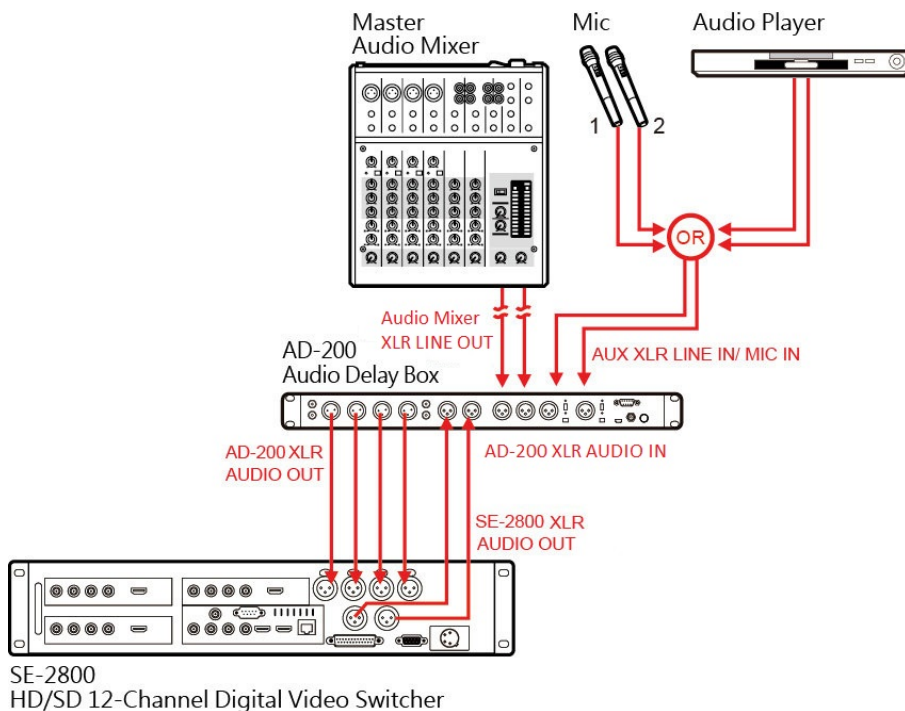 Master
Audio Mixer
Mic
Audio Player
1
2
OR
Audio Mixer
XLR LINE OUT
AUX XLR LINE IN/ MIC IN
AD-200
Audio Delay Box
AD-200 XLR
AUDIO OUT
AD-200 XLR AUDIO IN
SE-2800 XLR
AUDIO OUT
SE-2800
HD/SD 12-Channel Digital Video Switcher